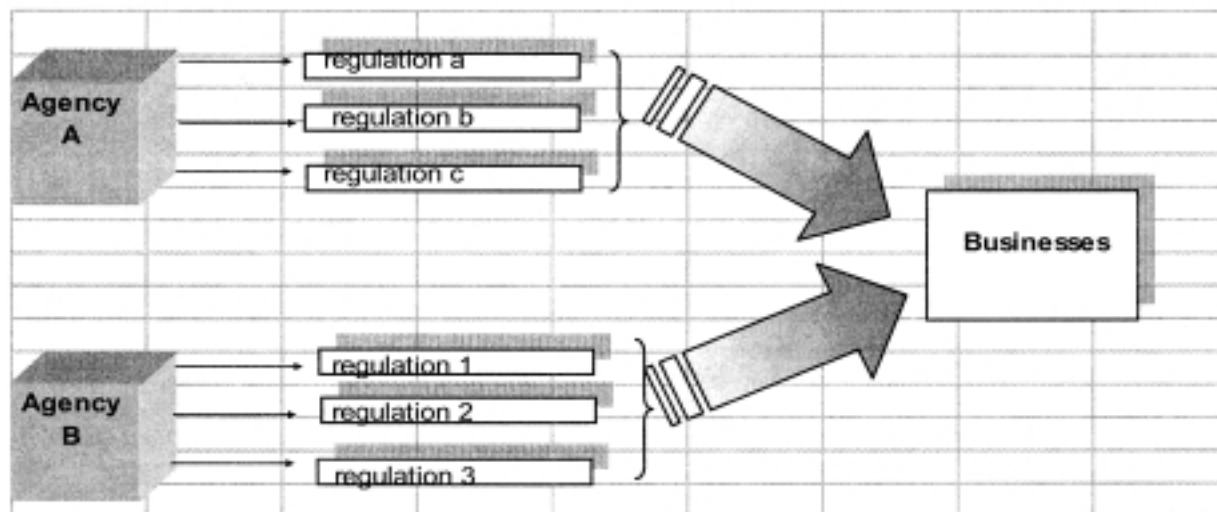 Agency
A
regulation a
regulation b
regulation c
Businesses
Agency
B
regulation 1
regulation 2
regulation 3